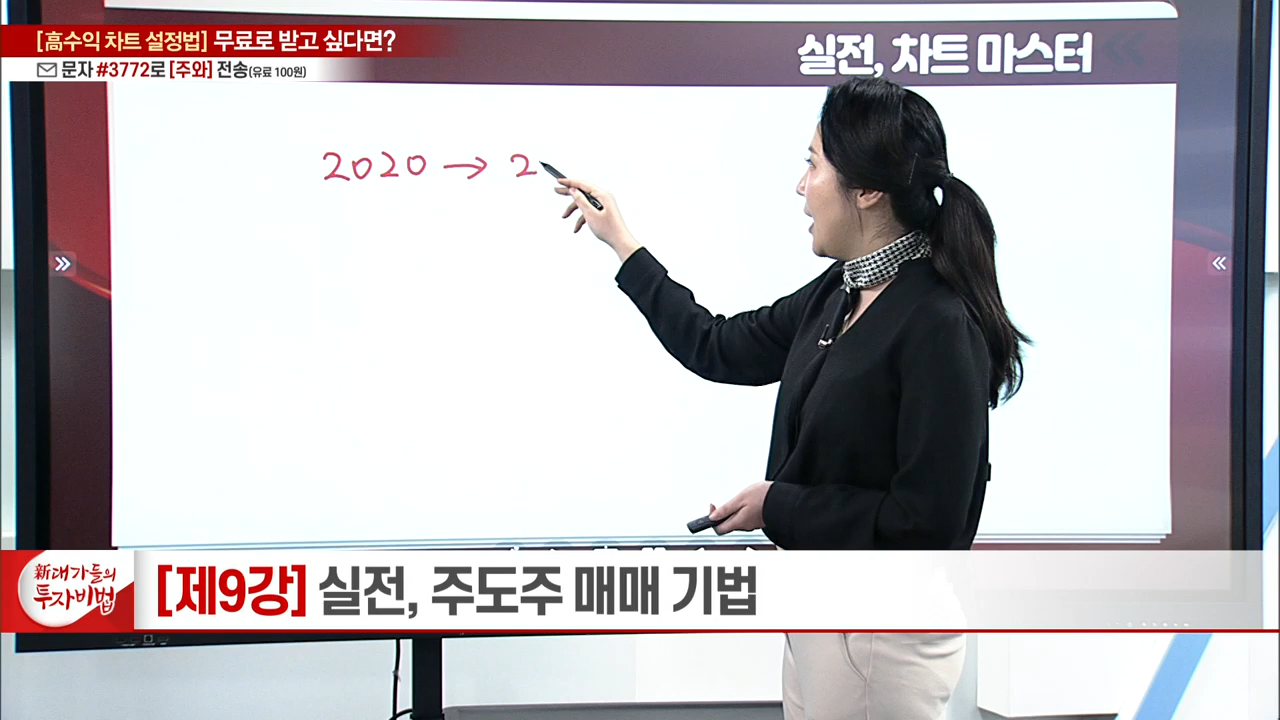 [高수익 차트 설정법] 무료로 받고 싶다면?
문자 #3772로 [주와] 전송(유료 100원)
실전, 차트 마스터
2020 → 2
新대가들의
투자비법
[제9강] 실전, 주도주 매매 기법